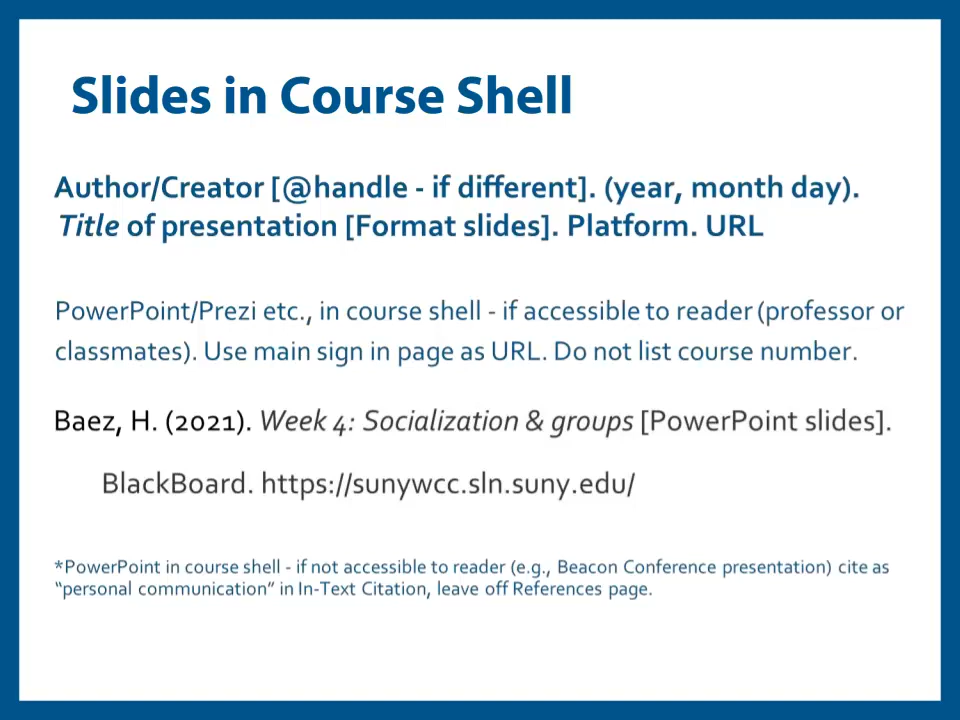 Slides in Course Shell
Author/Creator [@handle - if different]. (year, month day).
Title of presentation [Format slides]. Platform. URL
PowerPoint/Prezi etc., in course shell - if accessible to reader (professor or
classmates). Use main sign in page as URL. Do not list course number.
Baez, H. (2021). Week 4: Socialization & groups [PowerPoint slides].
BlackBoard. https://sunywcc.sln.suny.edu/
*PowerPoint in course shell - if not accessible to reader (e.g., Beacon Conference presentation) cite as
“personal communication” in In-Text Citation, leave off References page.